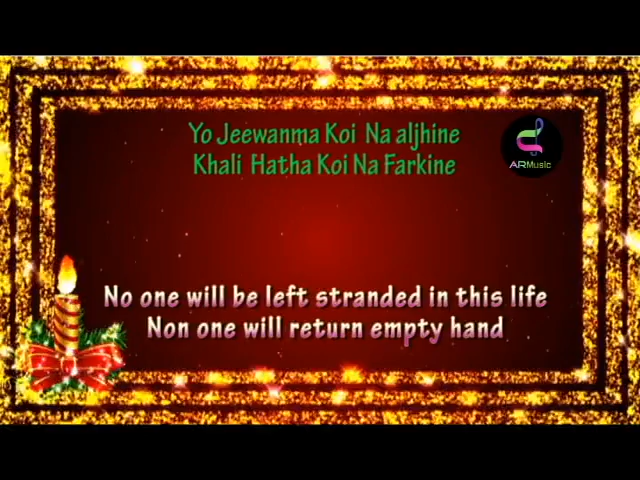 Yo Jeewanma Koi Na aljhine
Khali Hatha Koi Na Farkine
ARMusic
No one will be left stranded in this life
Non one will return empty hand